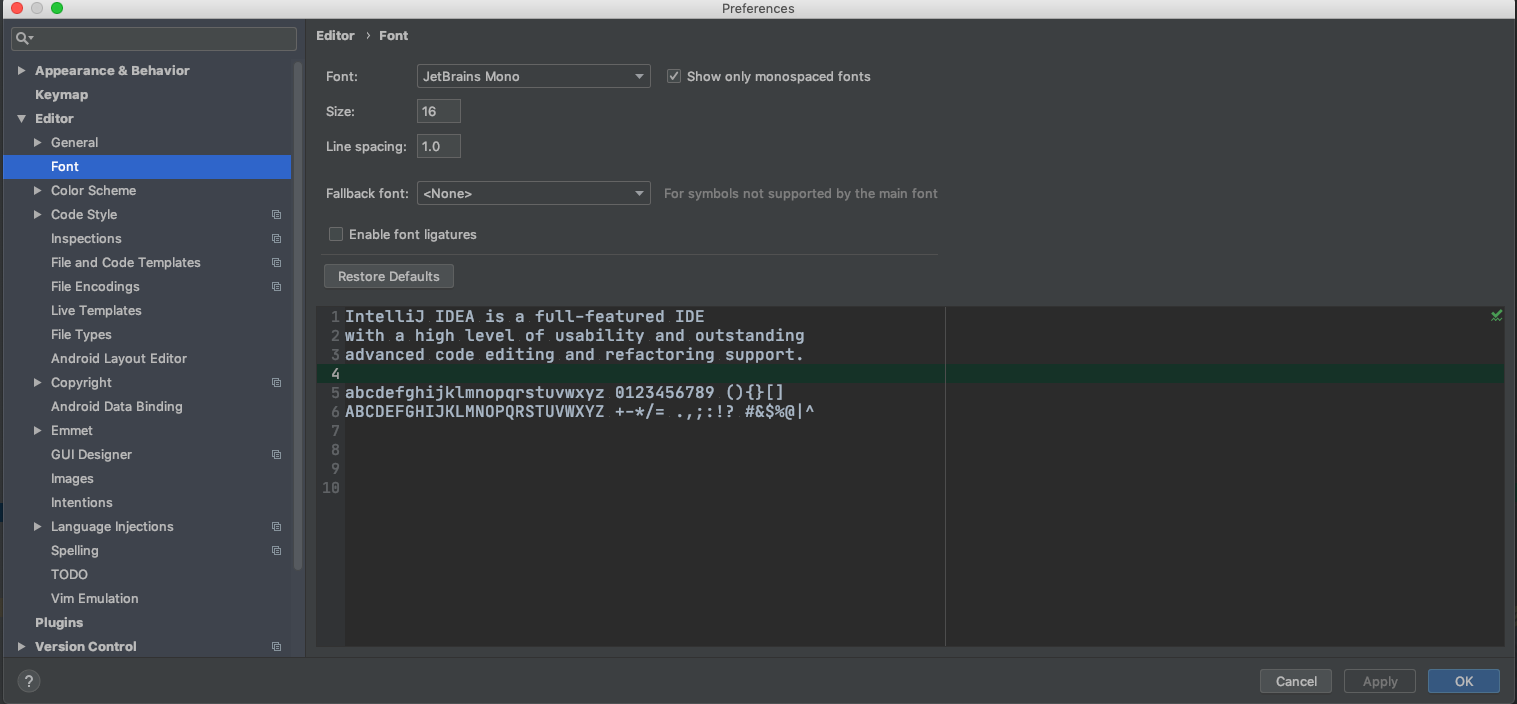 Preferences
Appearance & Behavior
Keymap
Editor
General
Font
Color Scheme
Code Style
Inspections
File and Code Templates
File Encodings
Live Templates
File Types
Android Layout Editor
Copyright
Android Data Binding
Emmet
GUI Designer
Images
Intentions
Language Injections
Spelling
TODO
Vim Emulation
Plugins
Version Control
Editor › Font
Font: JetBrains Mono Show only monospaced fonts
Size: 16
Line spacing: 1.0
Fallback font: <None> For symbols not supported by the main font
Enable font ligatures
Restore Defaults
1 IntelliJ IDEA is a full-featured IDE
2 with a high level of usability and outstanding
3 advanced code editing and refactoring support.
4
5 abcdefghijklmnopqrstuvwxyz 0123456789 (){}[]
6 ABCDEFGHIJKLMNOPQRSTUVWXYZ +-*/= .,;:!? #&$%@|^
7
8
9
10
? Cancel Apply OK